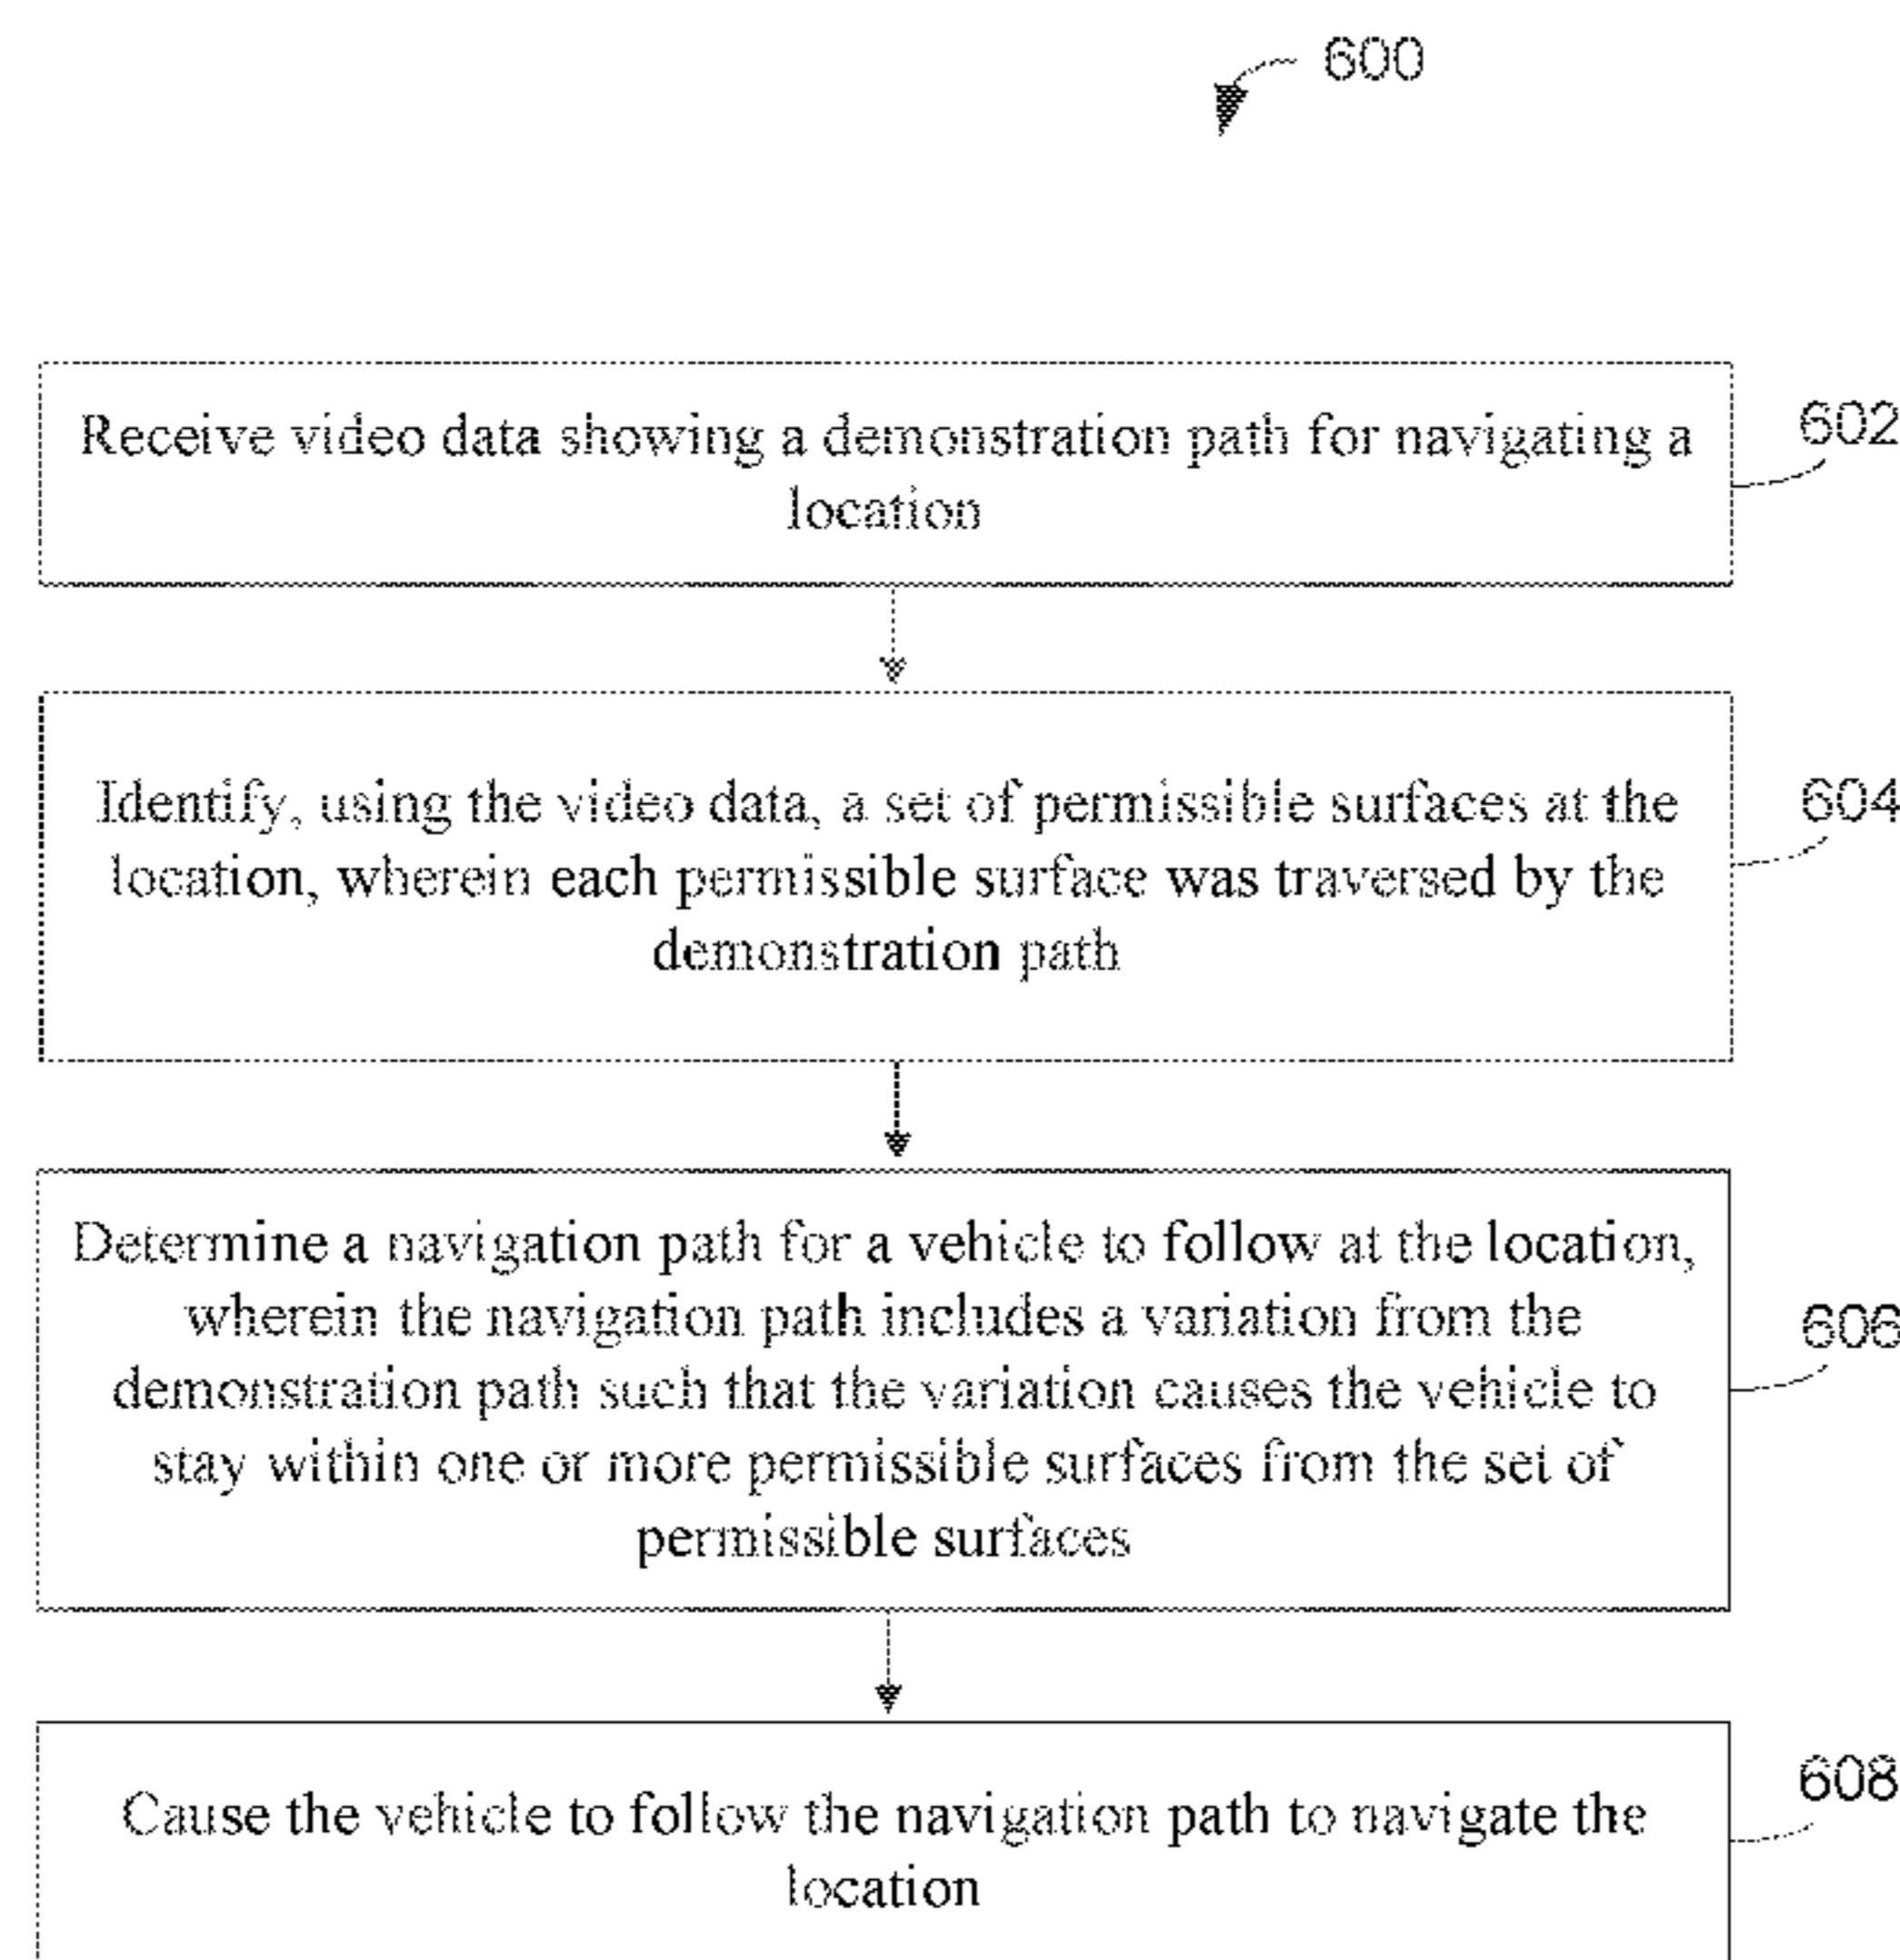 600
Receive video data showing a demonstration path for navigating a
location
602
Identify, using the video data, a set of permissible surfaces at the
location, wherein each permissible surface was traversed by the
demonstration path
604
Determine a navigation path for a vehicle to follow at the location,
wherein the navigation path includes a variation from the
demonstration path such that the variation causes the vehicle to
stay within one or more permissible surfaces from the set of
permissible surfaces
606
Cause the vehicle to follow the navigation path to navigate the
location
608